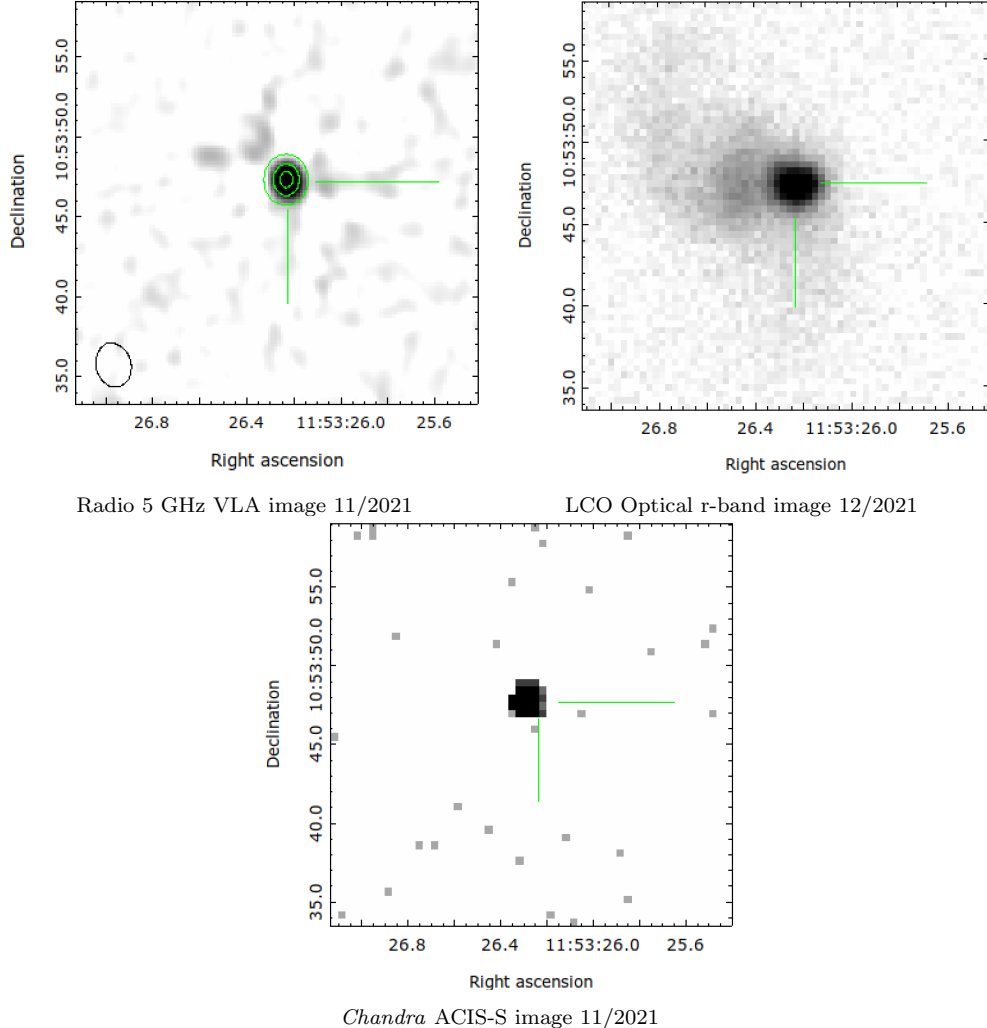 Declination
55.0
10:53:50.0
45.0
40.0
35.0
26.8 26.4 11:53:26.0 25.6
Right ascension
Radio 5 GHz VLA image 11/2021
Declination
55.0
10:53:50.0
45.0
40.0
35.0
26.8 26.4 11:53:26.0 25.6
Right ascension
LCO Optical r-band image 12/2021
Declination
55.0
10:53:50.0
45.0
40.0
35.0
26.8 26.4 11:53:26.0 25.6
Right ascension
Chandra ACIS-S image 11/2021